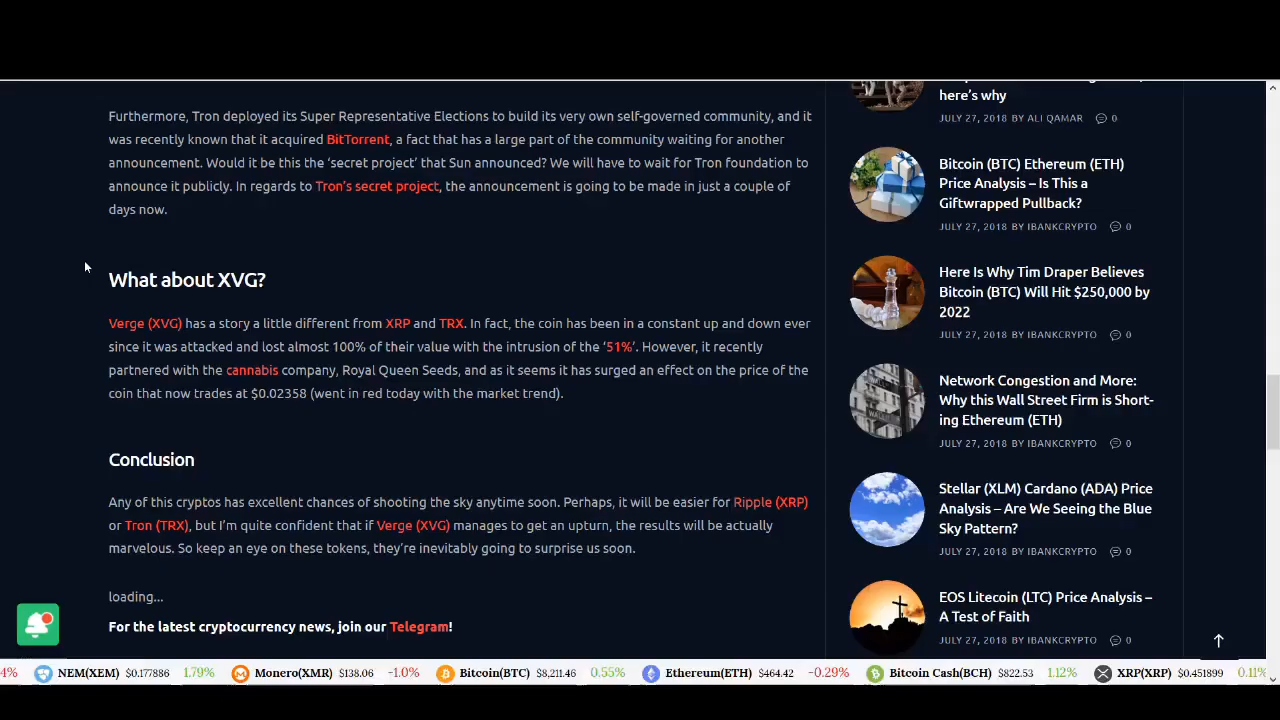 Furthermore, Tron deployed its Super Representative Elections to build its very own self-governed community, and it
was recently known that it acquired BitTorrent, a fact that has a large part of the community waiting for another
announcement. Would it be this the ‘secret project’ that Sun announced? We will have to wait for Tron foundation to
announce it publicly. In regards to Tron’s secret project, the announcement is going to be made in just a couple of
days now.
What about XVG?
Verge (XVG) has a story a little different from XRP and TRX. In fact, the coin has been in a constant up and down ever
since it was attacked and lost almost 100% of their value with the intrusion of the ‘51%’. However, it recently
partnered with the cannabis company, Royal Queen Seeds, and as it seems it has surged an effect on the price of the
coin that now trades at $0.02358 (went in red today with the market trend).
Conclusion
Any of this cryptos has excellent chances of shooting the sky anytime soon. Perhaps, it will be easier for Ripple (XRP)
or Tron (TRX), but I’m quite confident that if Verge (XVG) manages to get an upturn, the results will be actually
marvelous. So keep an eye on these tokens, they’re inevitably going to surprise us soon.
loading...
For the latest cryptocurrency news, join our Telegram!
here’s why
JULY 27, 2018 BY ALI QAMAR 0
Bitcoin (BTC) Ethereum (ETH)
Price Analysis – Is This a
Giftwrapped Pullback?
JULY 27, 2018 BY IBANKCRYPTO 0
Here Is Why Tim Draper Believes
Bitcoin (BTC) Will Hit $250,000 by
2022
JULY 27, 2018 BY IBANKCRYPTO 0
Network Congestion and More:
Why this Wall Street Firm is Short-
ing Ethereum (ETH)
JULY 27, 2018 BY IBANKCRYPTO 0
Stellar (XLM) Cardano (ADA) Price
Analysis – Are We Seeing the Blue
Sky Pattern?
JULY 27, 2018 BY IBANKCRYPTO 0
EOS Litecoin (LTC) Price Analysis –
A Test of Faith
JULY 27, 2018 BY IBANKCRYPTO 0
4% NEM(XEM) $0.177886 1.79% Monero(XMR) $138.06 -1.0% Bitcoin(BTC) $8,211.46 0.55% Ethereum(ETH) $464.42 -0.29% Bitcoin Cash(BCH) $822.53 1.12% XRP(XRP) $0.451899 0.11%